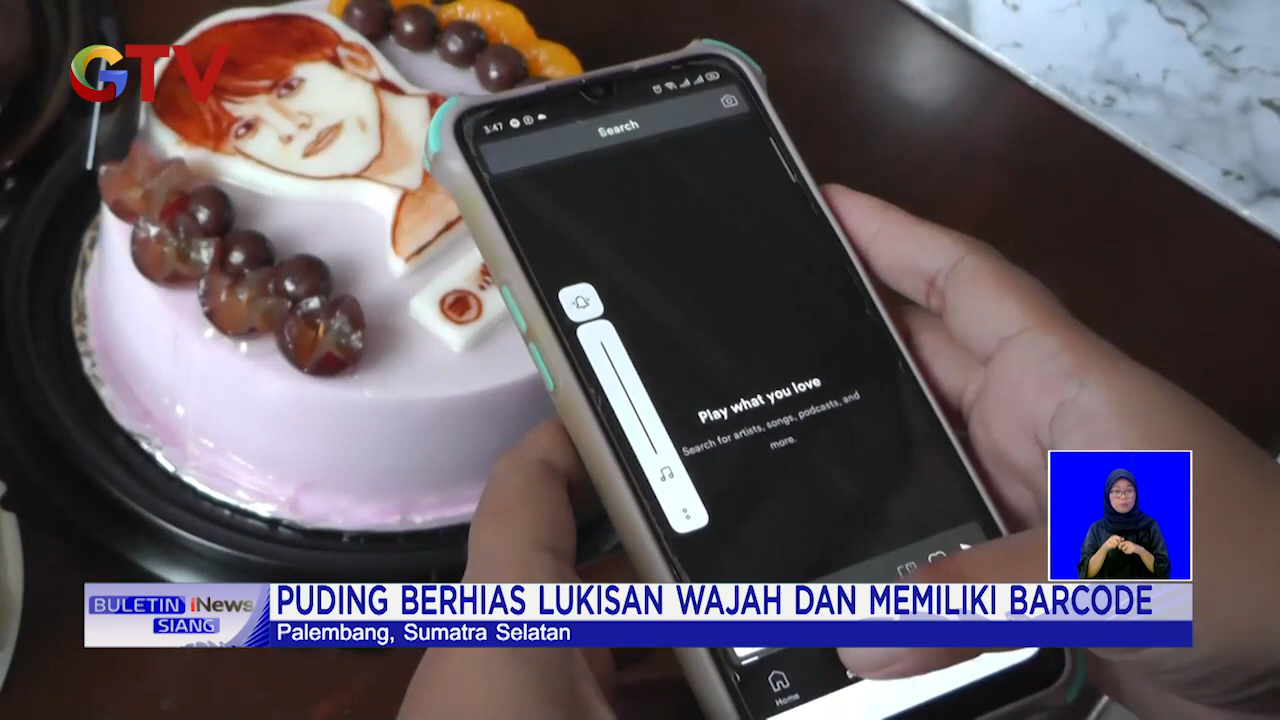 GTV
3:47
Search
Play what you love
Search for artists, songs, podcasts, and
more.
Home
BULETIN iNews
SIANG
PUDING BERHIAS LUKISAN WAJAH DAN MEMILIKI BARCODE
Palembang, Sumatra Selatan